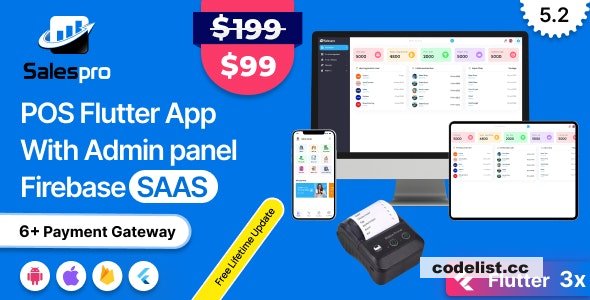 Salespro
$199
$99
5.2
POS Flutter App
With Admin panel
Firebase SAAS
6+ Payment Gateway
Free Lifetime Update
codelist.cc
Flutter 3x